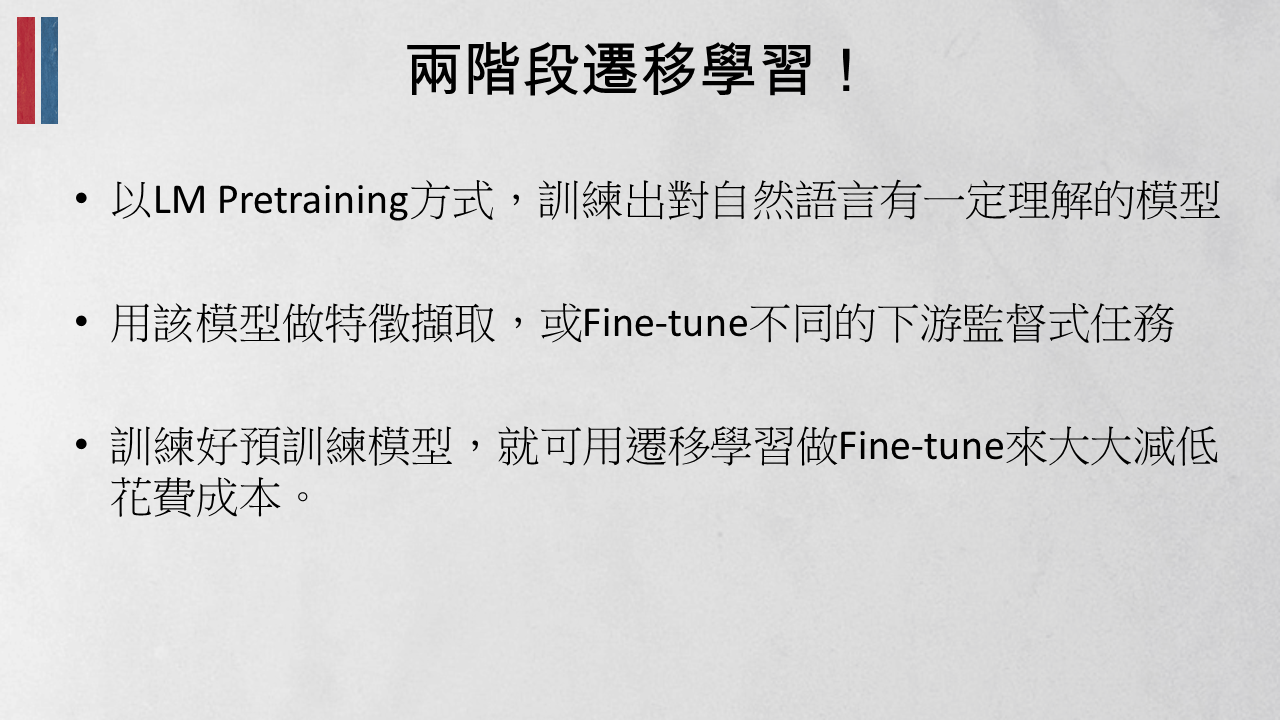 兩階段遷移學習！
• 以LM Pretraining方式，訓練出對自然語言有一定理解的模型
• 用該模型做特徵擷取，或Fine-tune不同的下游監督式任務
• 訓練好預訓練模型，就可用遷移學習做Fine-tune來大大減低
花費成本。